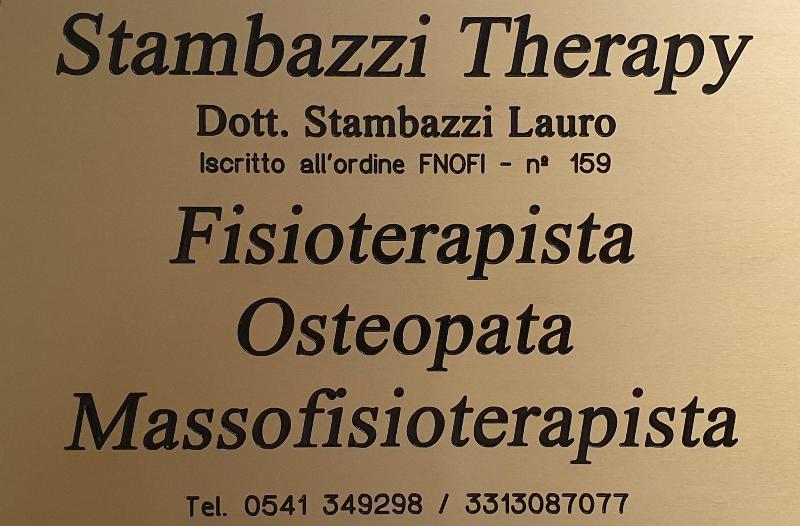 Stambazzi Therapy
Dott. Stambazzi Lauro
Iscritto all'ordine FNOFI - nº 159
Fisioterapista
Osteopata
Massofisioterapista
Tel. 0541 349298 / 3313087077